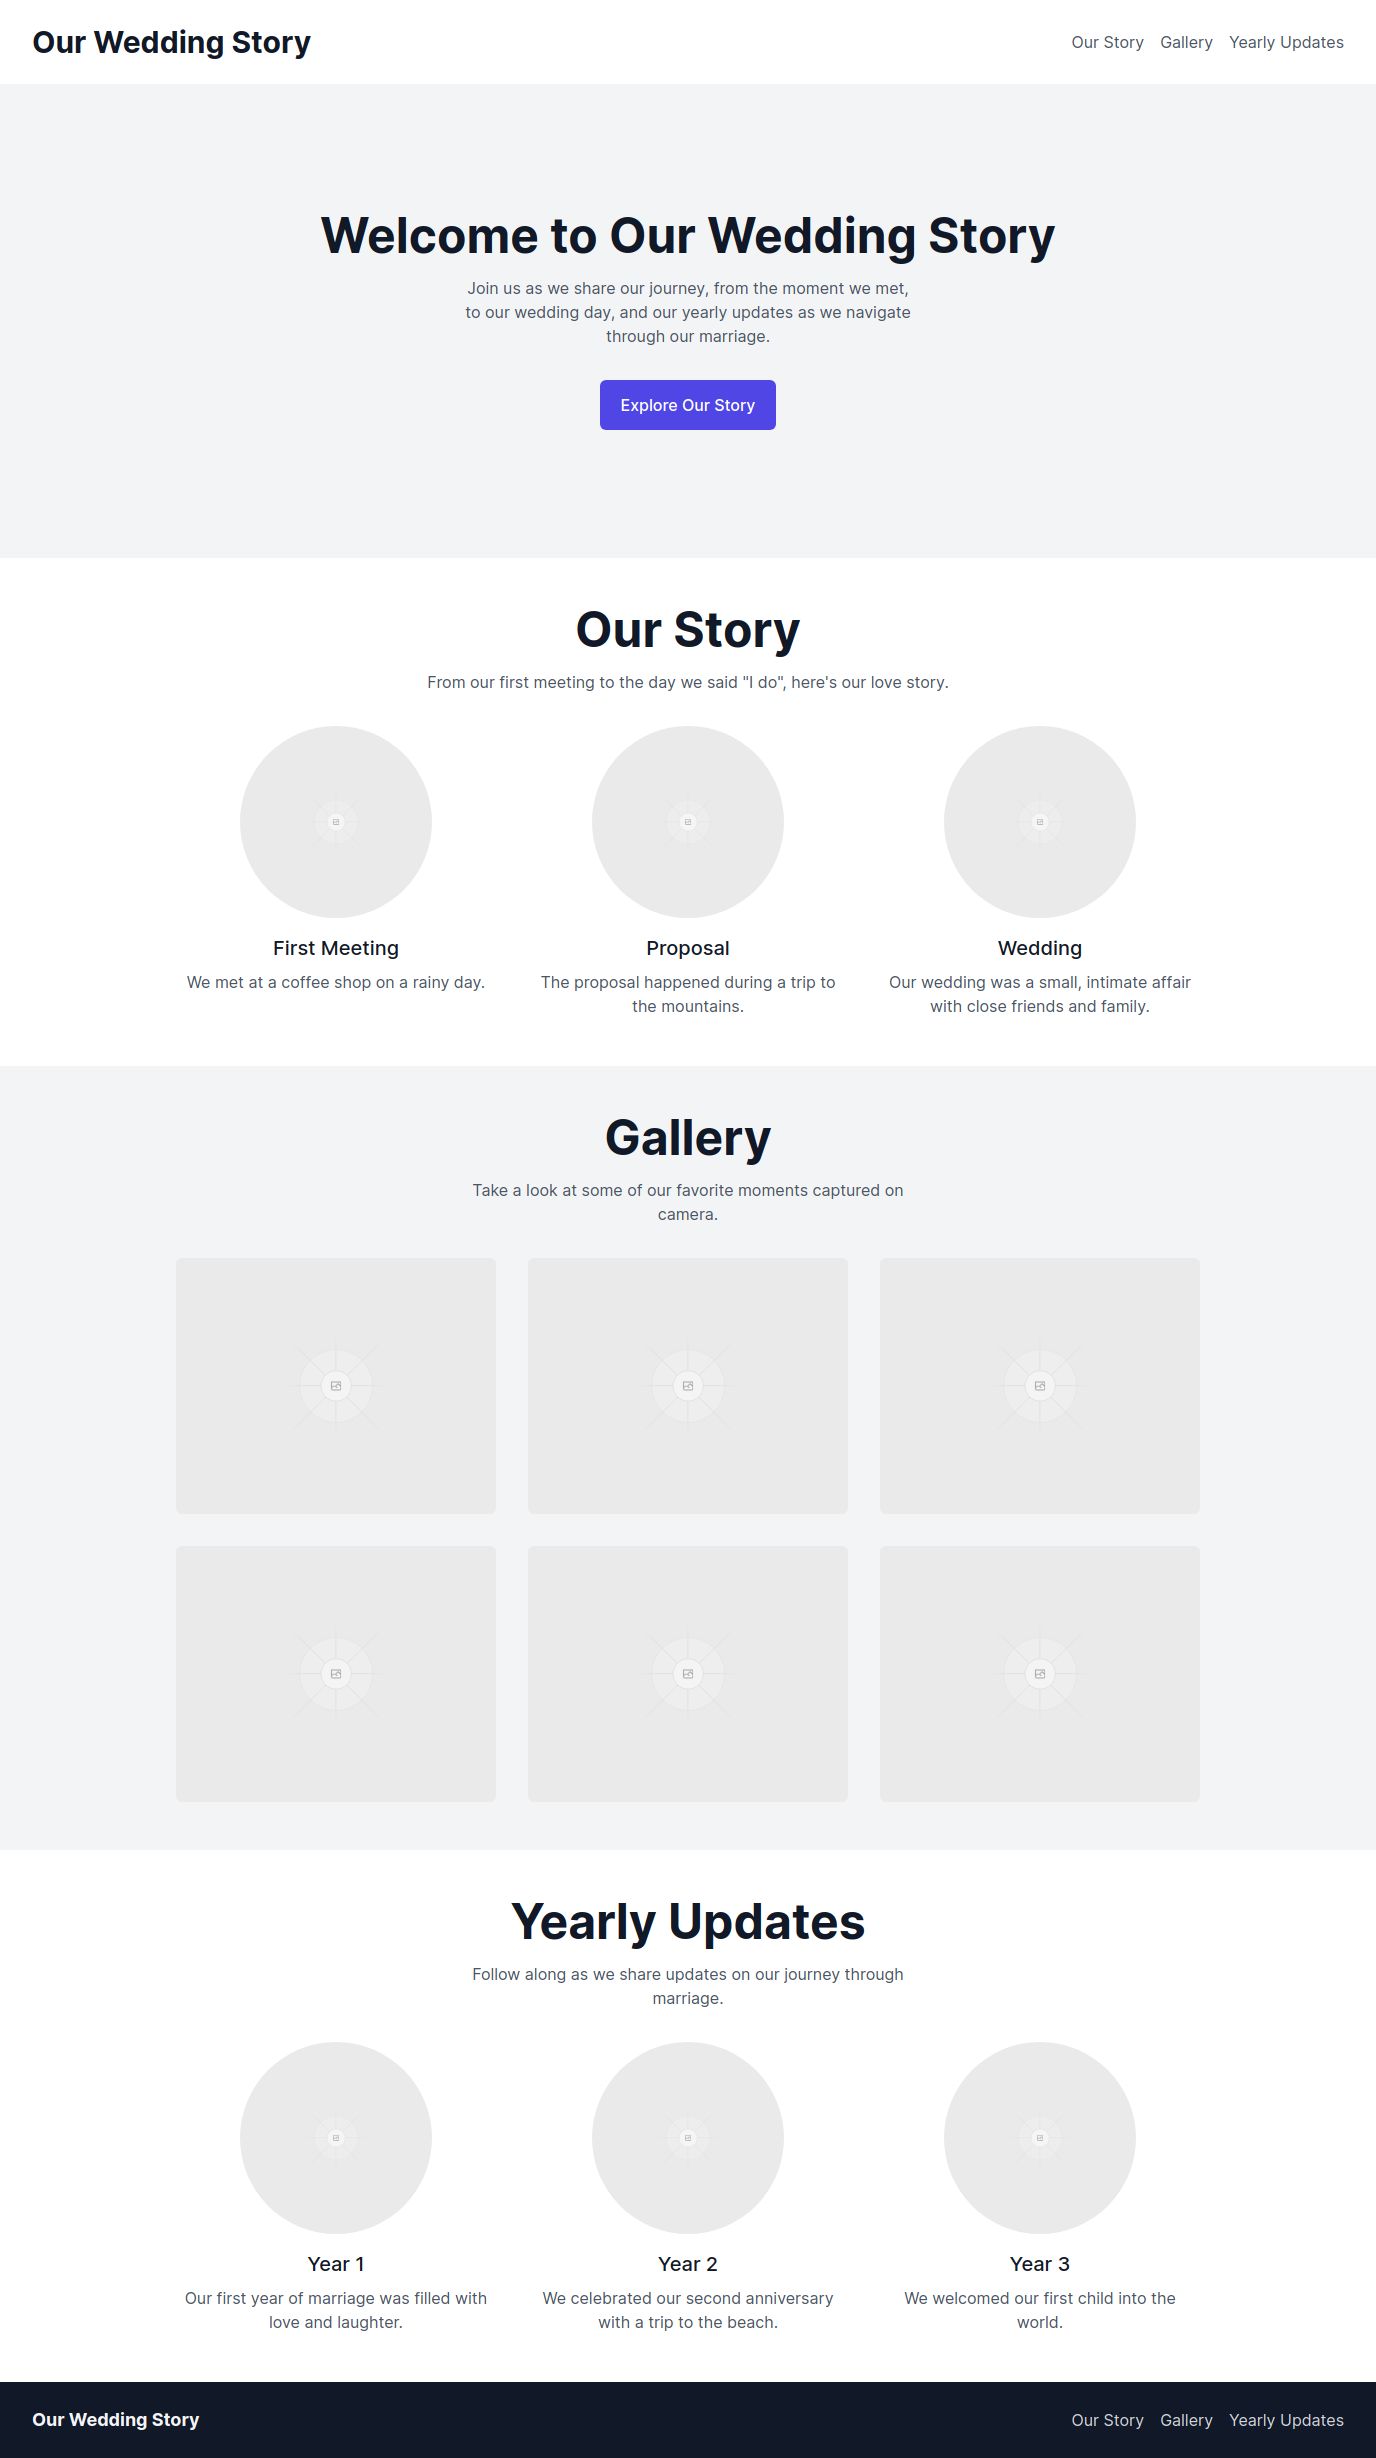 Our Wedding Story
Our Story Gallery Yearly Updates
Welcome to Our Wedding Story
Join us as we share our journey, from the moment we met,
to our wedding day, and our yearly updates as we navigate
through our marriage.
Explore Our Story
Our Story
From our first meeting to the day we said "I do", here's our love story.
First Meeting
We met at a coffee shop on a rainy day.
Proposal
The proposal happened during a trip to
the mountains.
Wedding
Our wedding was a small, intimate affair
with close friends and family.
Gallery
Take a look at some of our favorite moments captured on
camera.
Yearly Updates
Follow along as we share updates on our journey through
marriage.
Year 1
Our first year of marriage was filled with
love and laughter.
Year 2
We celebrated our second anniversary
with a trip to the beach.
Year 3
We welcomed our first child into the
world.
Our Wedding Story
Our Story Gallery Yearly Updates